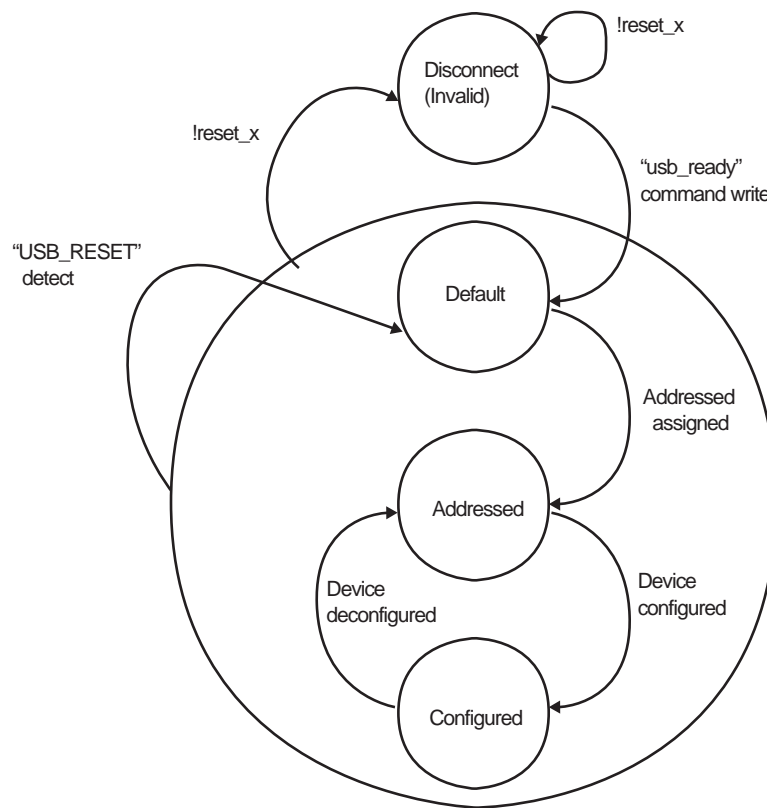 !reset_x
Disconnect
(Invalid)
!reset_x
“usb_ready”
command write
“USB_RESET”
detect
Default
Addressed
assigned
Addressed
Device
deconfigured
Device
configured
Configured